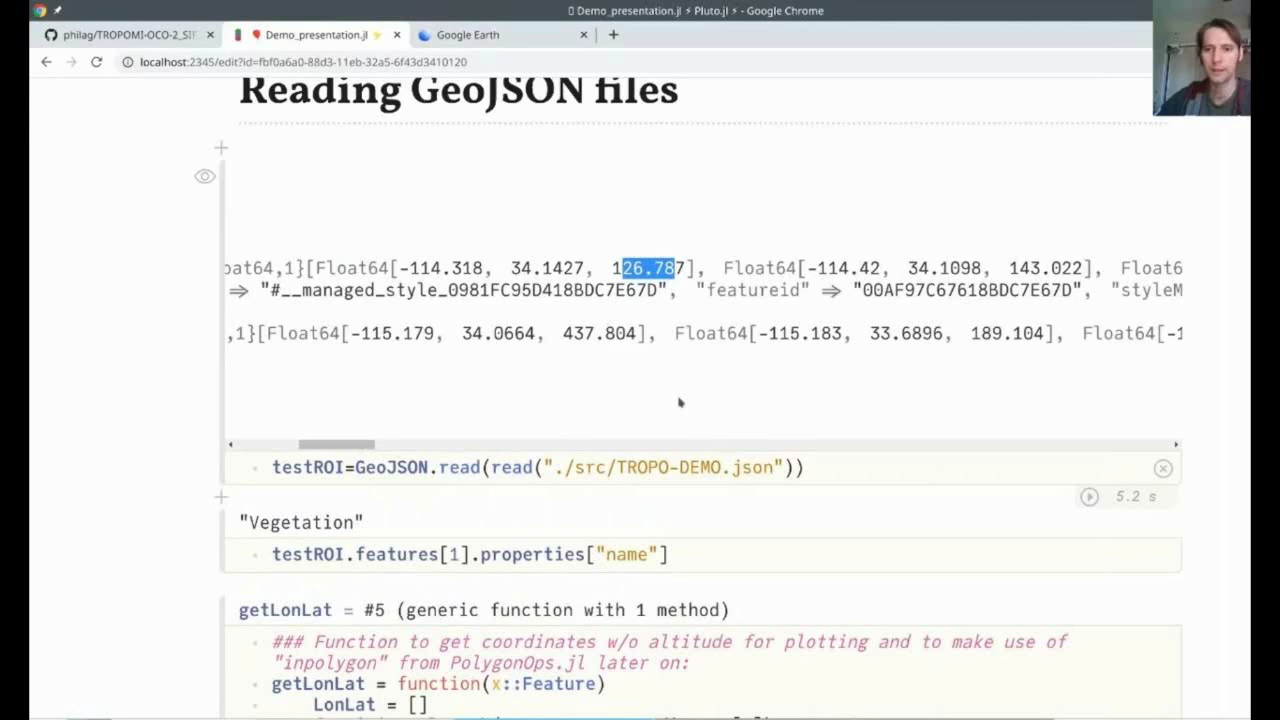 Demo_presentation.jl ⚡ Pluto.jl ⚡ - Google Chrome
philag/TROPOMI-OCO-2_SIF
Demo_presentation.jl ⚡
Google Earth
localhost:2345/edit?id=fbf0a6a0-88d3-11eb-32a5-6f43d3410120
Reading GeoJSON files
oat64,1}[Float64[-114.318, 34.1427, 126.787], Float64[-114.42, 34.1098, 143.022], Float6
⇒ "#__managed_style_0981FC95D418BDC7E67D", "featureid" ⇒ "00AF97C67618BDC7E67D", "styleM
,1}[Float64[-115.179, 34.0664, 437.804], Float64[-115.183, 33.6896, 189.104], Float64[-1
testROI=GeoJSON.read(read("./src/TROPO-DEMO.json"))
5.2 s
"Vegetation"
testROI.features[1].properties["name"]
getLonLat = #5 (generic function with 1 method)
### Function to get coordinates w/o altitude for plotting and to make use of
"inpolygon" from PolygonOps.jl later on:
getLonLat = function(x::Feature)
LonLat = []